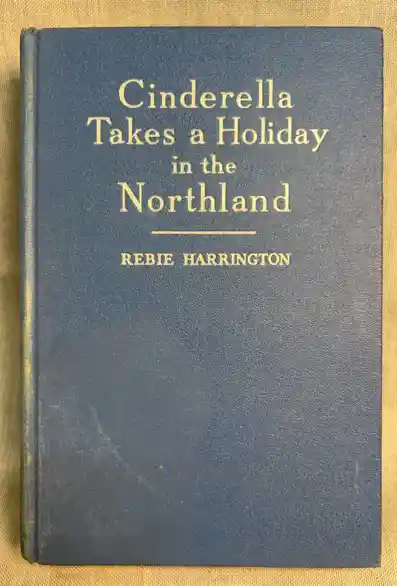 Cinderella
Takes a Holiday
in the
Northland
REBIE HARRINGTON